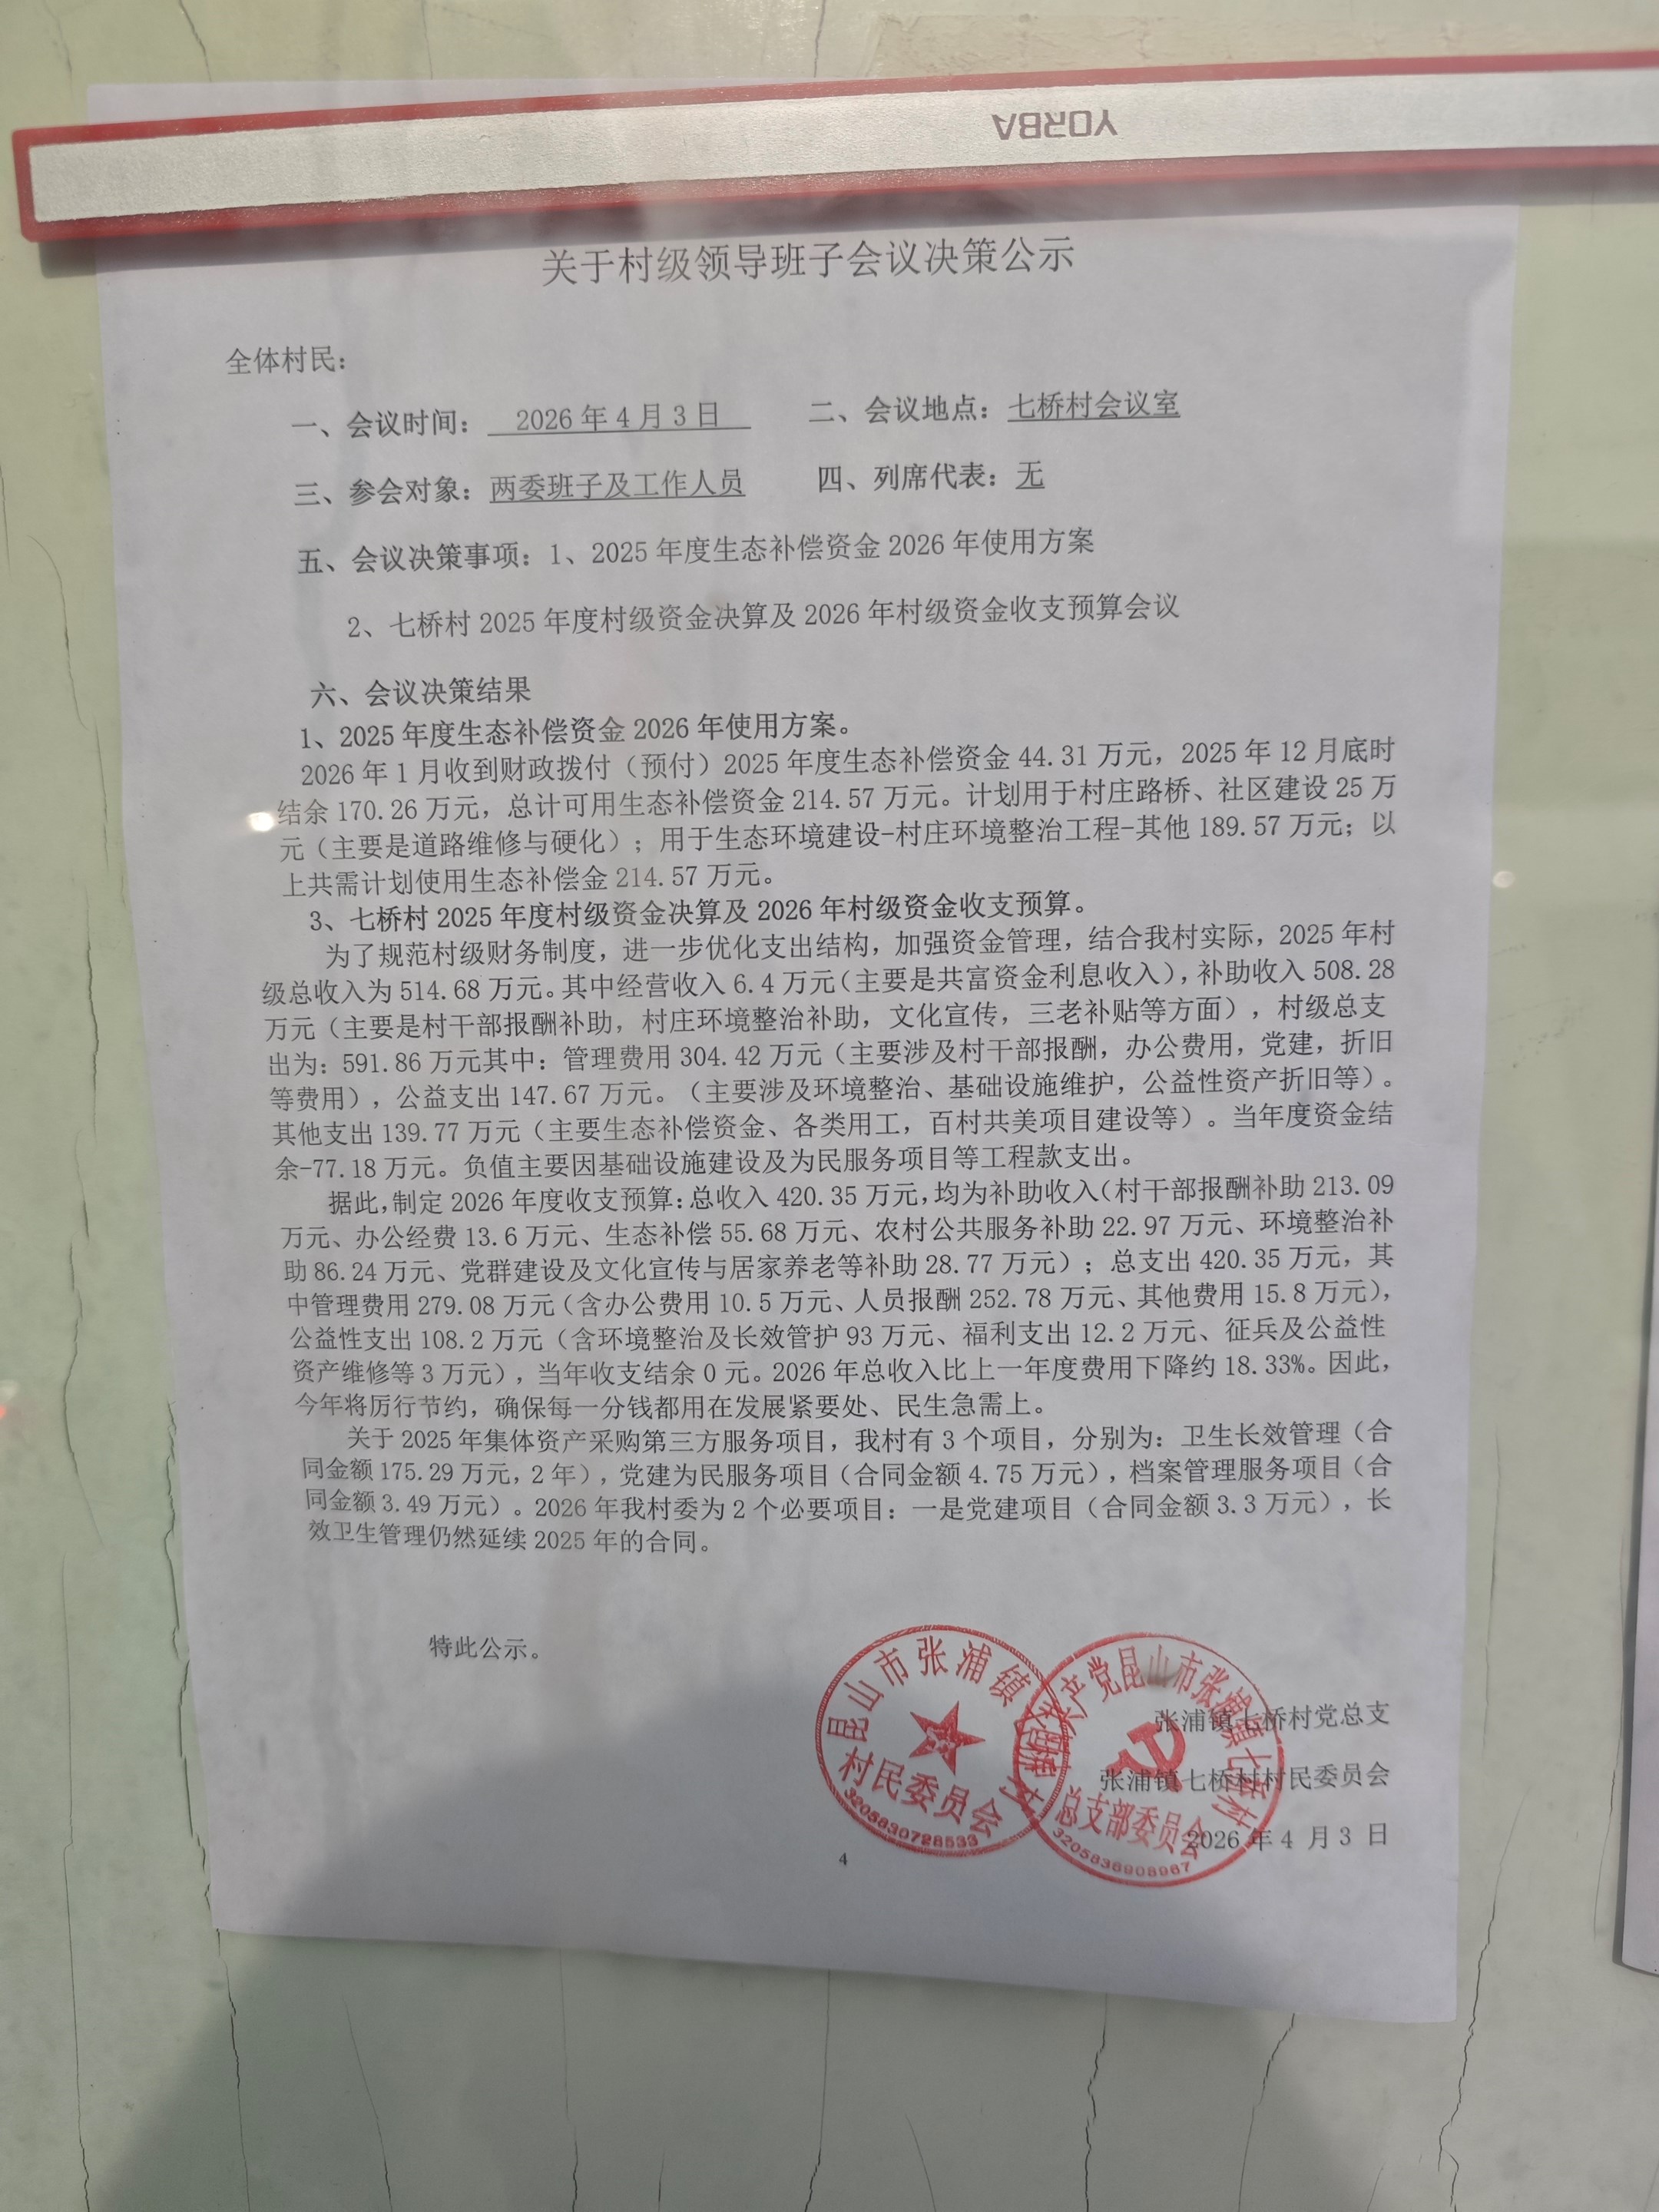 YORBA
关于村级领导班子会议决策公示
全体村民：
一、会议时间： 2026年4月3日 二、会议地点：七桥村会议室
三、参会对象：两委班子及工作人员 四、列席代表：无
五、会议决策事项：1、2025年度生态补偿资金2026年使用方案
2、七桥村2025年度村级资金决算及2026年村级资金收支预算会议
六、会议决策结果
1、2025年度生态补偿资金2026年使用方案。
2026年1月收到财政拨付（预付）2025年度生态补偿资金44.31万元，2025年12月底时
结余170.26万元，总计可用生态补偿资金214.57万元。计划用于村庄路桥、社区建设25万
元（主要是道路维修与硬化）；用于生态环境建设-村庄环境整治工程-其他189.57万元；以
上共需计划使用生态补偿金214.57万元。
3、七桥村2025年度村级资金决算及2026年村级资金收支预算。
为了规范村级财务制度，进一步优化支出结构，加强资金管理，结合我村实际，2025年村
级总收入为514.68万元。其中经营收入6.4万元（主要是共富资金利息收入），补助收入508.28
万元（主要是村干部报酬补助，村庄环境整治补助，文化宣传，三老补贴等方面），村级总支
出为：591.86万元其中：管理费用304.42万元（主要涉及村干部报酬，办公费用，党建，折旧
等费用），公益支出147.67万元。（主要涉及环境整治、基础设施维护，公益性资产折旧等）。
其他支出139.77万元（主要生态补偿资金、各类用工，百村共美项目建设等）。当年度资金结
余-77.18万元。负值主要因基础设施建设及为民服务项目等工程款支出。
据此，制定2026年度收支预算：总收入420.35万元，均为补助收入（村干部报酬补助213.09
万元、办公经费13.6万元、生态补偿55.68万元、农村公共服务补助22.97万元、环境整治补
助86.24万元、党群建设及文化宣传与居家养老等补助28.77万元）；总支出420.35万元，其
中管理费用279.08万元（含办公费用10.5万元、人员报酬252.78万元、其他费用15.8万元），
公益性支出108.2万元（含环境整治及长效管护93万元、福利支出12.2万元、征兵及公益性
资产维修等3万元），当年收支结余0元。2026年总收入比上一年度费用下降约18.33%。因此，
今年将厉行节约，确保每一分钱都用在发展紧要处、民生急需上。
关于2025年集体资产采购第三方服务项目，我村有3个项目，分别为：卫生长效管理（合
同金额175.29万元，2年），党建为民服务项目（合同金额4.75万元），档案管理服务项目（合
同金额3.49万元）。2026年我村委为2个必要项目：一是党建项目（合同金额3.3万元），长
效卫生管理仍然延续2025年的合同。
特此公示。
张浦镇七桥村党总支
张浦镇七桥村村民委员会
2026年4月3日
昆山市张浦镇
村民委员会
3205830728533
产党昆山市张浦镇七桥村
总支部委员会
3205838908967
4